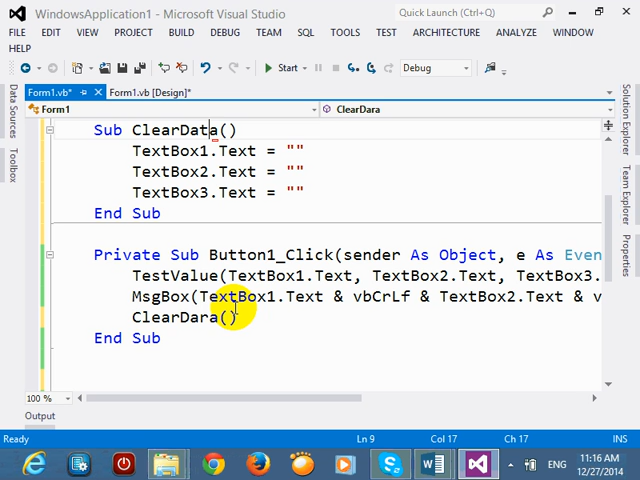 WindowsApplication1 - Microsoft Visual Studio
Quick Launch (Ctrl+Q)
FILE EDIT VIEW PROJECT BUILD DEBUG TEAM SQL TOOLS TEST ARCHITECTURE ANALYZE WINDOW
HELP
Start Debug
Form1.vb* Form1.vb [Design]*
Form1 ClearDara
Data Sources
Toolbox
Solution Explorer
Team Explorer
Properties
Sub ClearData()
TextBox1.Text = ""
TextBox2.Text = ""
TextBox3.Text = ""
End Sub
Private Sub Button1_Click(sender As Object, e As Even
TestValue(TextBox1.Text, TextBox2.Text, TextBox3.
MsgBox(TextBox1.Text & vbCrLf & TextBox2.Text & v
ClearDara()
End Sub
100 %
Output
Ready Ln 9 Col 17 Ch 17 INS
ENG
11:16 AM
12/27/2014